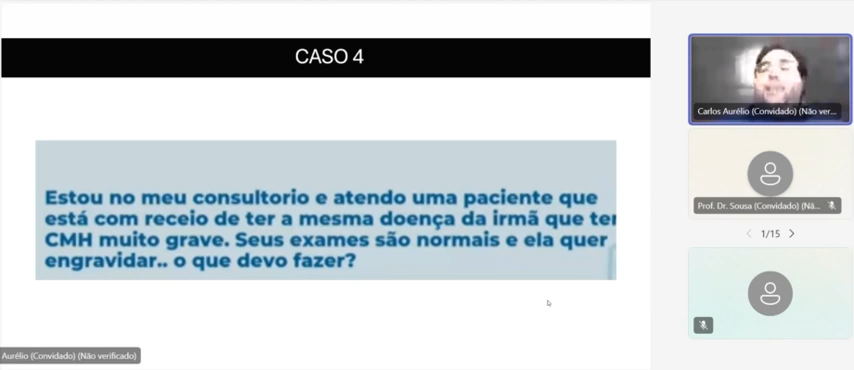 CASO 4
Estou no meu consultorio e atendo uma paciente que
está com receio de ter a mesma doença da irmã que ter
CMH muito grave. Seus exames são normais e ela quer
engravidar.. o que devo fazer?
Aurélio (Convidado) (Não verificado)
Carlos Aurélio (Convidado) (Não ver...
Prof. Dr. Sousa (Convidado) (Nã...
1/15